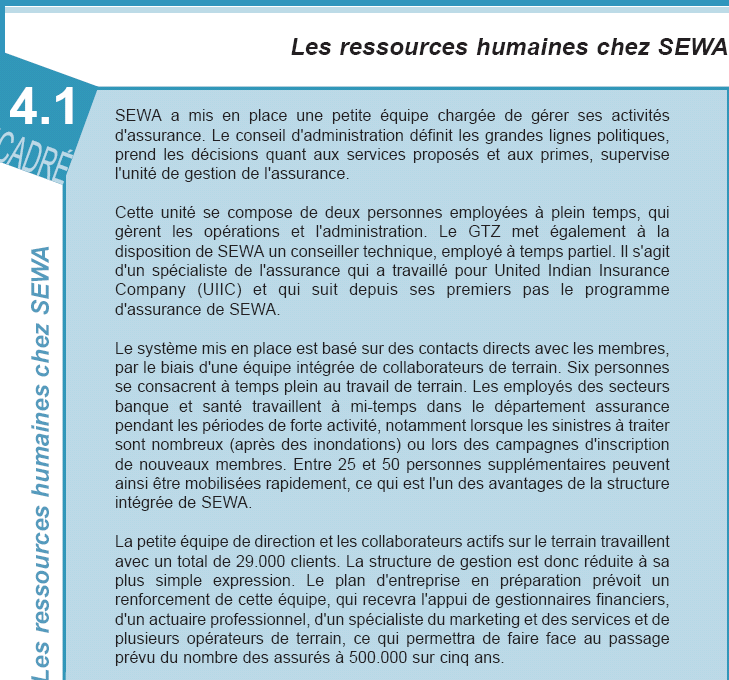 Les ressources humaines chez SEWA
4.1
CADRÉ
SEWA a mis en place une petite équipe chargée de gérer ses activités
d'assurance. Le conseil d'administration définit les grandes lignes politiques,
prend les décisions quant aux services proposés et aux primes, supervise
l'unité de gestion de l'assurance.
Cette unité se compose de deux personnes employées à plein temps, qui
gèrent les opérations et l'administration. Le GTZ met également à la
disposition de SEWA un conseiller technique, employé à temps partiel. Il s'agit
d'un spécialiste de l'assurance qui a travaillé pour United Indian Insurance
Company (UIIC) et qui suit depuis ses premiers pas le programme
d'assurance de SEWA.
Le système mis en place est basé sur des contacts directs avec les membres,
par le biais d'une équipe intégrée de collaborateurs de terrain. Six personnes
se consacrent à temps plein au travail de terrain. Les employés des secteurs
banque et santé travaillent à mi-temps dans le département assurance
pendant les périodes de forte activité, notamment lorsque les sinistres à traiter
sont nombreux (après des inondations) ou lors des campagnes d'inscription
de nouveaux membres. Entre 25 et 50 personnes supplémentaires peuvent
ainsi être mobilisées rapidement, ce qui est l'un des avantages de la structure
intégrée de SEWA.
La petite équipe de direction et les collaborateurs actifs sur le terrain travaillent
avec un total de 29.000 clients. La structure de gestion est donc réduite à sa
plus simple expression. Le plan d'entreprise en préparation prévoit un
renforcement de cette équipe, qui recevra l'appui de gestionnaires financiers,
d'un actuaire professionnel, d'un spécialiste du marketing et des services et de
plusieurs opérateurs de terrain, ce qui permettra de faire face au passage
prévu du nombre des assurés à 500.000 sur cinq ans.
Les ressources humaines chez SEWA